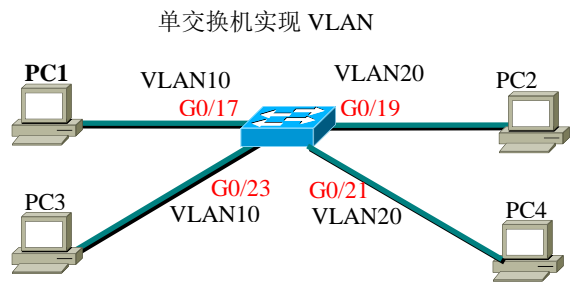 单交换机实现 VLAN
PC1
VLAN10
VLAN20
PC2
G0/17
G0/19
PC3
G0/23
G0/21
VLAN10
VLAN20
PC4